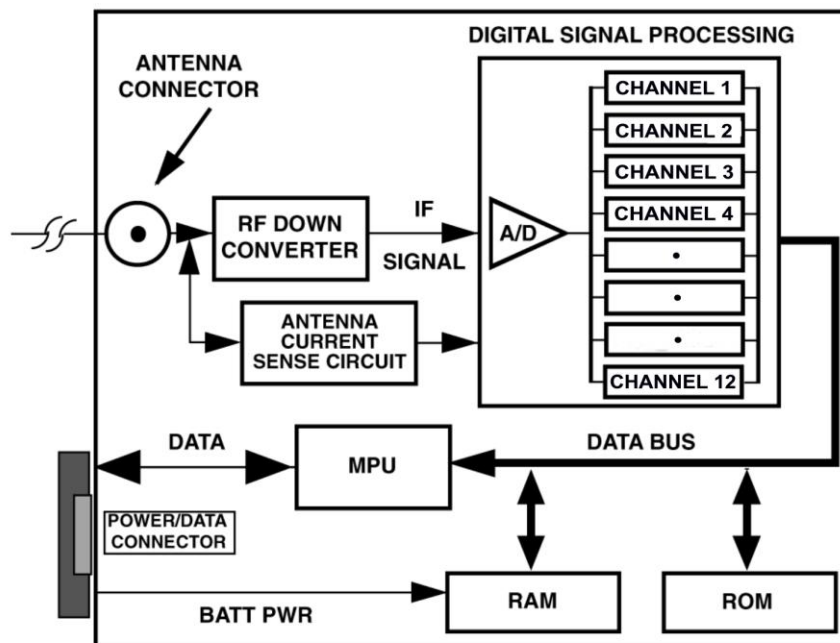 DIGITAL SIGNAL PROCESSING
ANTENNA
CONNECTOR
CHANNEL 1
CHANNEL 2
CHANNEL 3
CHANNEL 4
CHANNEL 12
A/D
RF DOWN
CONVERTER
IF
SIGNAL
ANTENNA
CURRENT
SENSE CIRCUIT
DATA
MPU
DATA BUS
POWER/DATA
CONNECTOR
BATT PWR
RAM
ROM